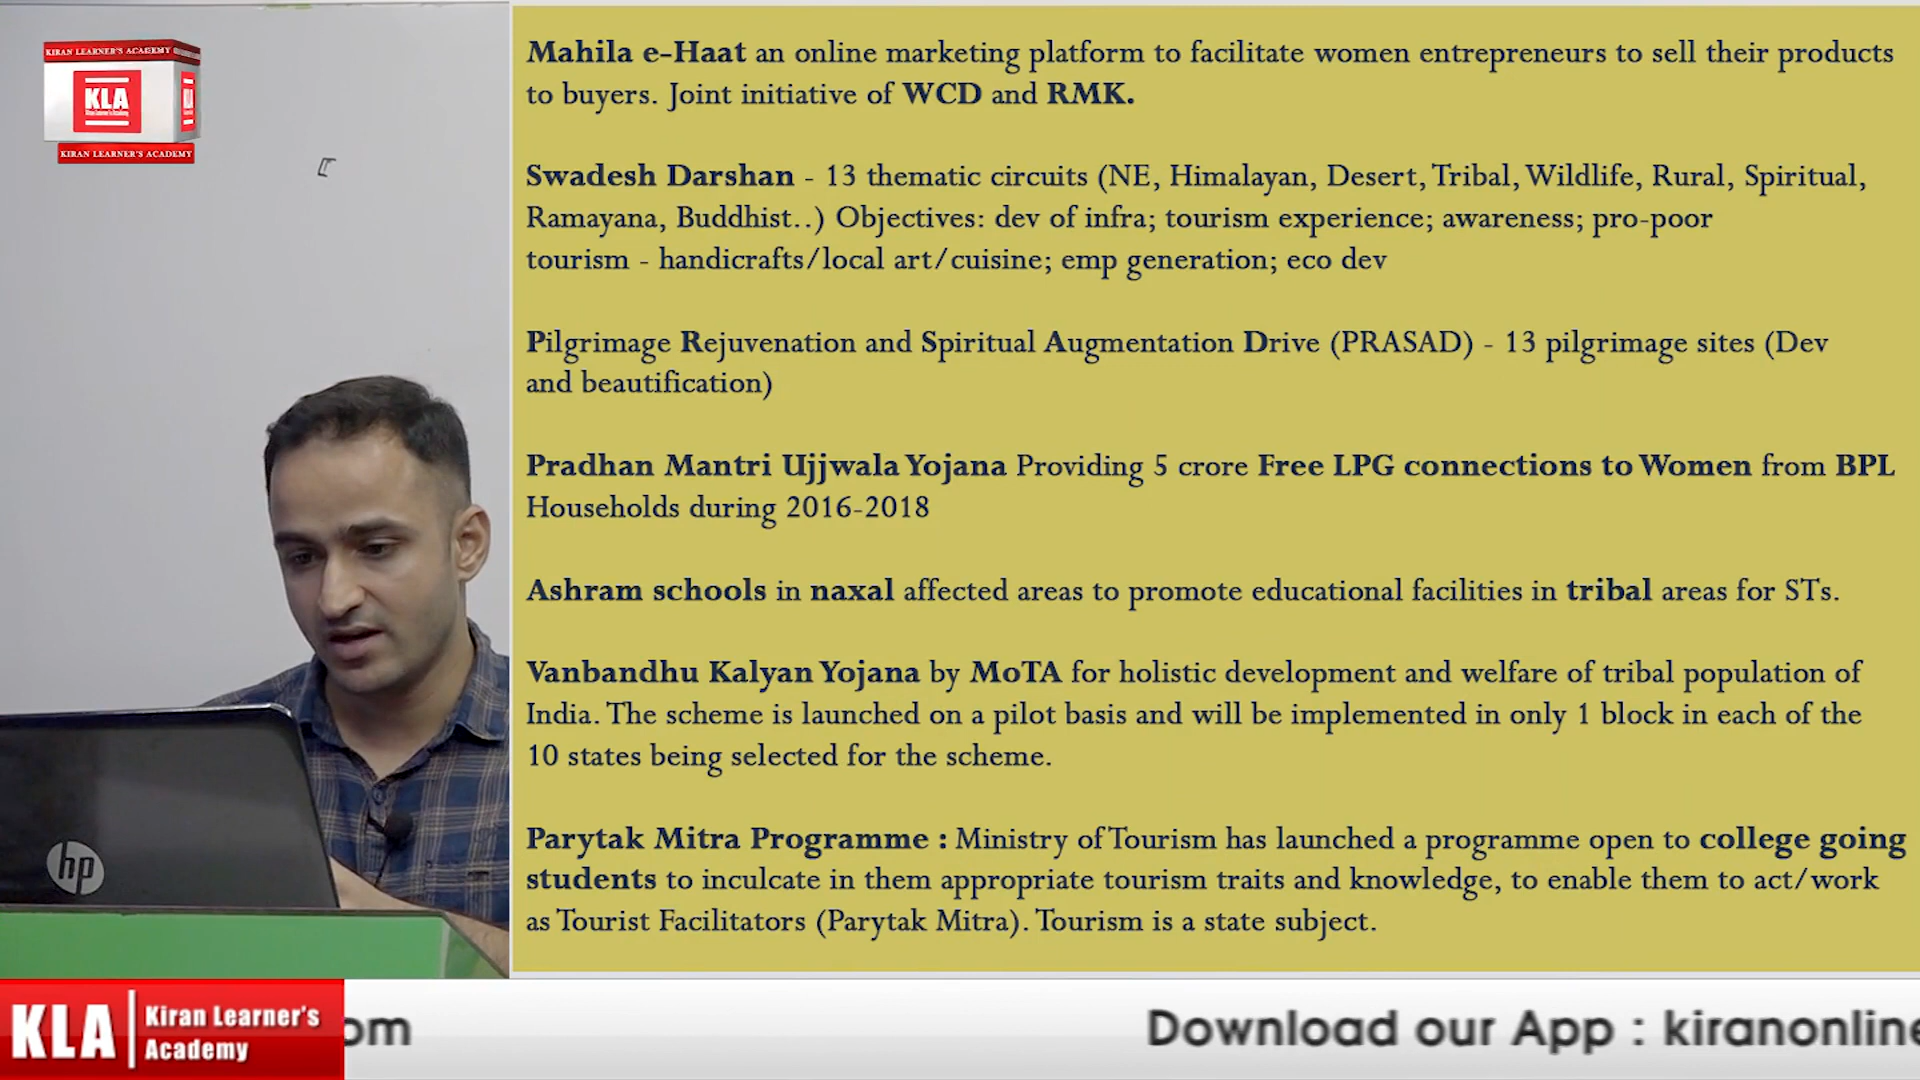 KIRAN LEARNER'S ACADEMY
KLA
Kiran Learner's Academy
KIRAN LEARNER'S ACADEMY
Mahila e-Haat an online marketing platform to facilitate women entrepreneurs to sell their products
to buyers. Joint initiative of WCD and RMK.
Swadesh Darshan - 13 thematic circuits (NE, Himalayan, Desert, Tribal, Wildlife, Rural, Spiritual,
Ramayana, Buddhist..) Objectives: dev of infra; tourism experience; awareness; pro-poor
tourism - handicrafts/local art/cuisine; emp generation; eco dev
Pilgrimage Rejuvenation and Spiritual Augmentation Drive (PRASAD) - 13 pilgrimage sites (Dev
and beautification)
Pradhan Mantri Ujjwala Yojana Providing 5 crore Free LPG connections to Women from BPL
Households during 2016-2018
Ashram schools in naxal affected areas to promote educational facilities in tribal areas for STs.
Vanbandhu Kalyan Yojana by MoTA for holistic development and welfare of tribal population of
India. The scheme is launched on a pilot basis and will be implemented in only 1 block in each of the
10 states being selected for the scheme.
Parytak Mitra Programme : Ministry of Tourism has launched a programme open to college going
students to inculcate in them appropriate tourism traits and knowledge, to enable them to act/work
as Tourist Facilitators (Parytak Mitra). Tourism is a state subject.
hp
KLA Kiran Learner's
Academy
om Download our App : kiranonline